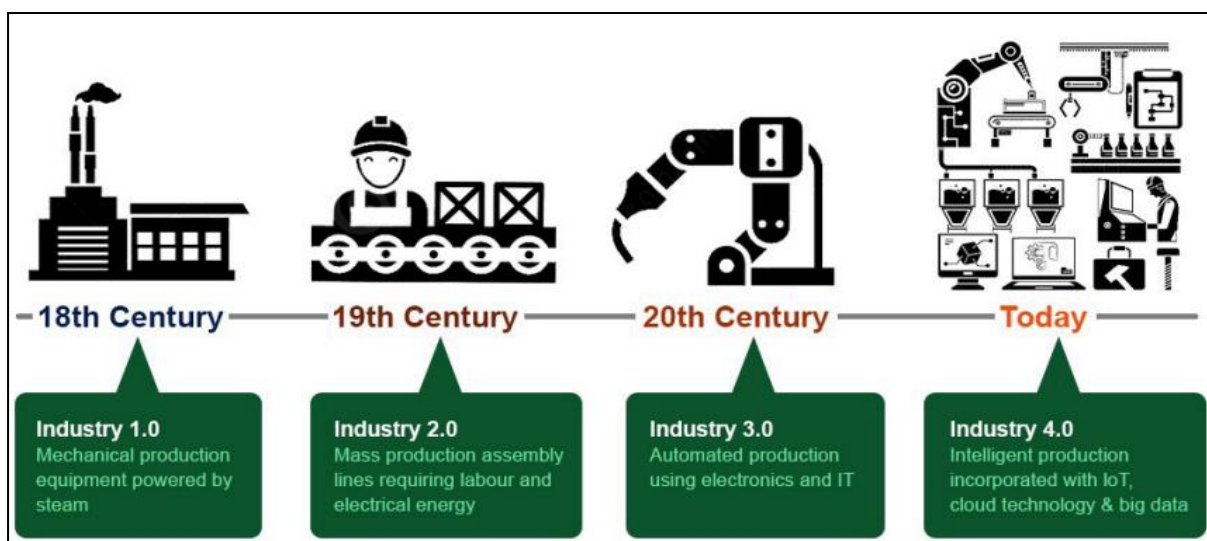 18th Century
19th Century
20th Century
Today
Industry 1.0
Mechanical production
equipment powered by
steam
Industry 2.0
Mass production assembly
lines requiring labour and
electrical energy
Industry 3.0
Automated production
using electronics and IT
Industry 4.0
Intelligent production
incorporated with IoT,
cloud technology & big data